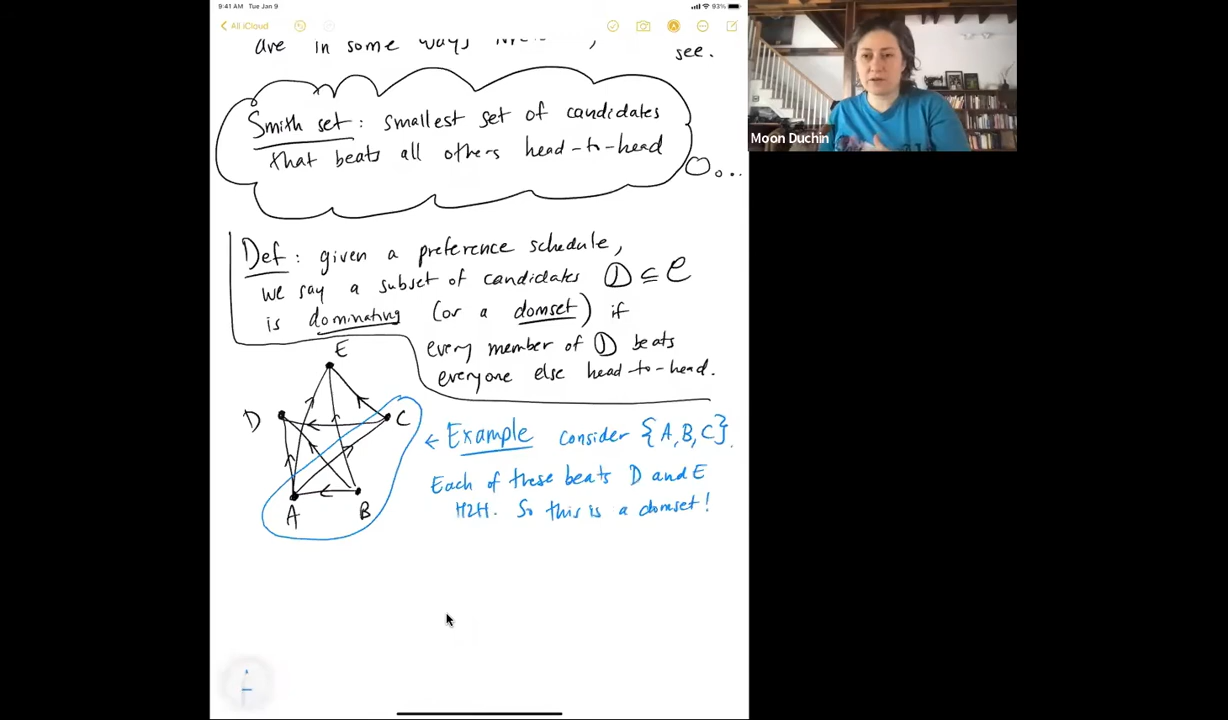 9:41 AM Tue Jan 9
93%
All iCloud
are in some ways
see.
Smith set: smallest set of candidates
that beats all others head-to-head
Def: given a preference schedule,
we say a subset of candidates D ⊆ C
is dominating (or a domset) if
every member of D beats
everyone else head-to-head.
E
D
C
A
B
← Example consider {A,B,C}.
Each of these beats D and E
H2H. So this is a domset!
Moon Duchin